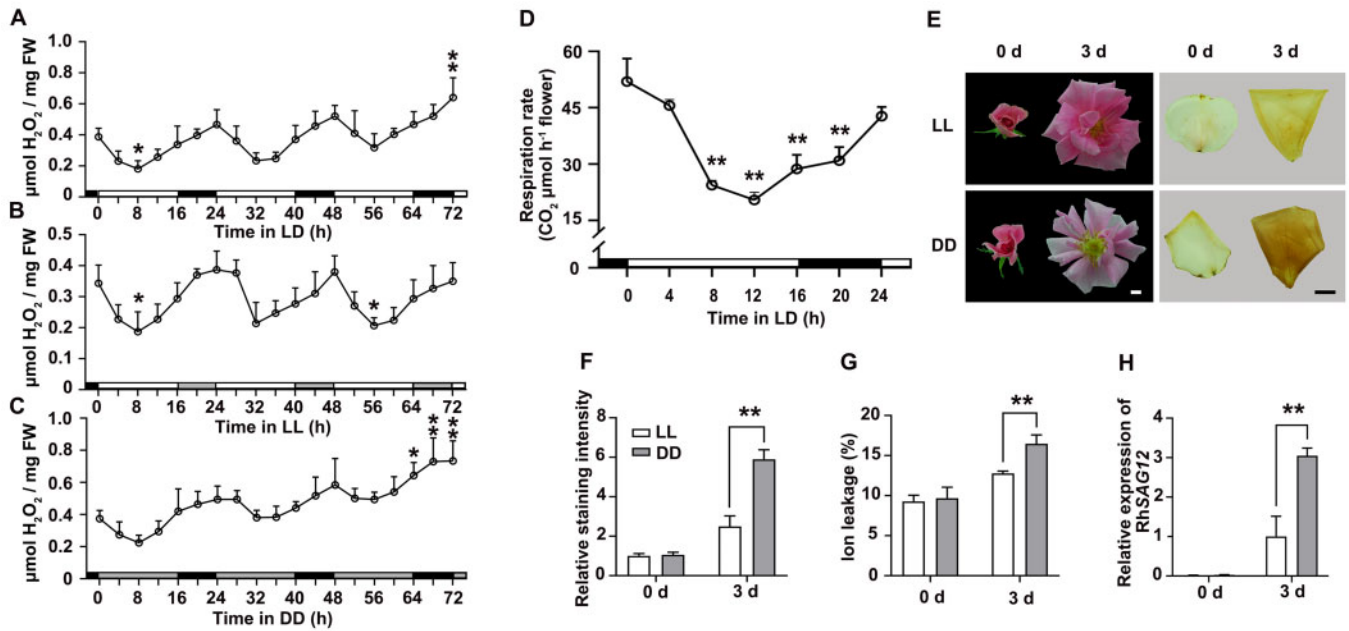 A
µmol H2O2 / mg FW
1.0
0.8
0.6
0.4
0.2
0
*
*
*
0 8 16 24 32 40 48 56 64 72
Time in LD (h)
B
µmol H2O2 / mg FW
0.5
0.4
0.3
0.2
0.1
0
*
*
0 8 16 24 32 40 48 56 64 72
Time in LL (h)
C
µmol H2O2 / mg FW
1.0
0.8
0.6
0.4
0.2
0
*
*
*
*
*
0 8 16 24 32 40 48 56 64 72
Time in DD (h)
D
Respiration rate
(CO2 µmol h-1 flower)
60
45
30
15
0
**
**
**
**
0 4 8 12 16 20 24
Time in LD (h)
E
0 d 3 d 0 d 3 d
LL
DD
F
Relative staining intensity
8
6
4
2
0
LL
DD
**
0 d 3 d
G
Ion leakage (%)
20
15
10
5
0
**
0 d 3 d
H
Relative expression of
RhSAG12
4
3
2
1
0
**
0 d 3 d